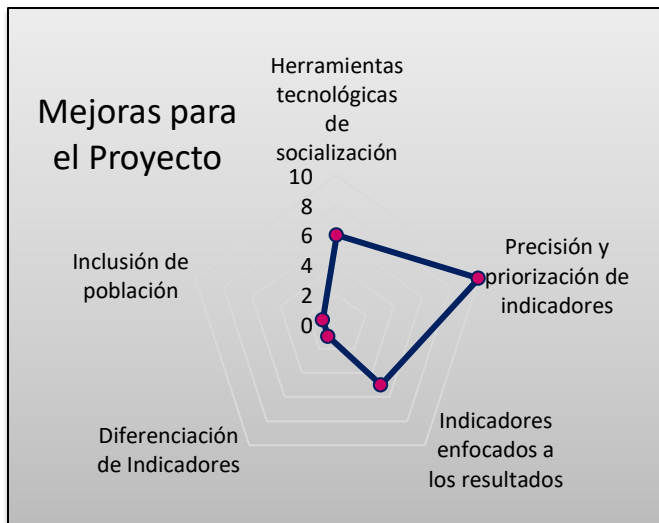 Mejoras para
el Proyecto
Herramientas
tecnológicas
de
socialización
10
8
6
4
2
0
Precisión y
priorización de
indicadores
Indicadores
enfocados a
los resultados
Diferenciación
de Indicadores
Inclusión de
población